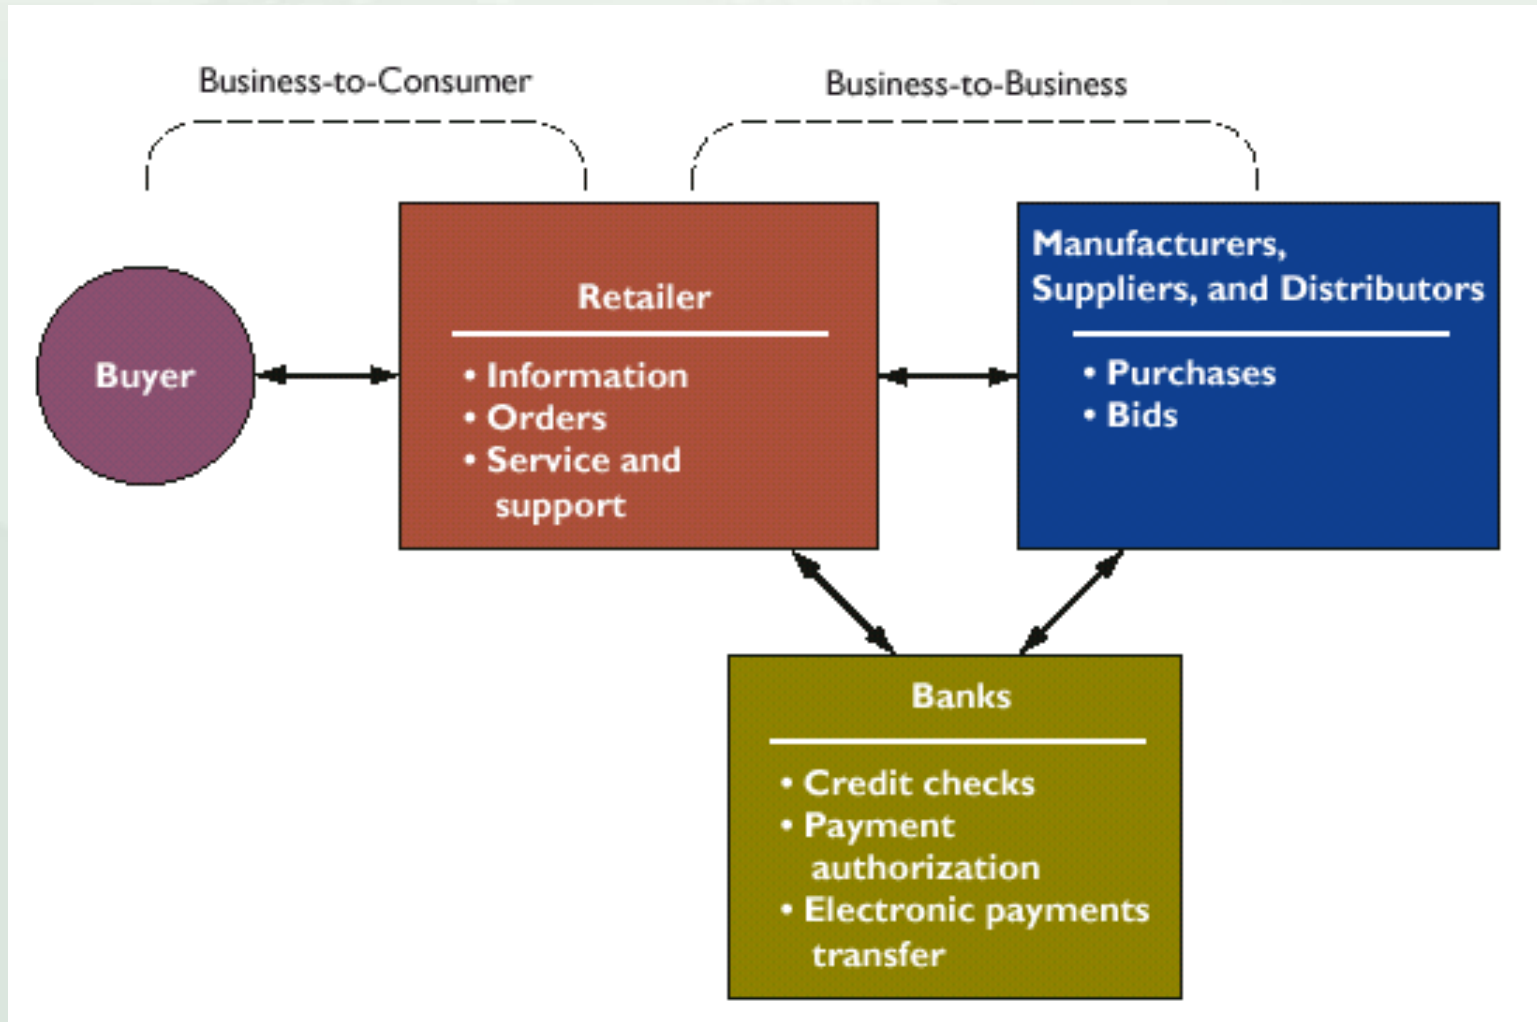 Business-to-Consumer
Business-to-Business
Buyer
Retailer
• Information
• Orders
• Service and
support
Manufacturers,
Suppliers, and Distributors
• Purchases
• Bids
Banks
• Credit checks
• Payment
authorization
• Electronic payments
transfer